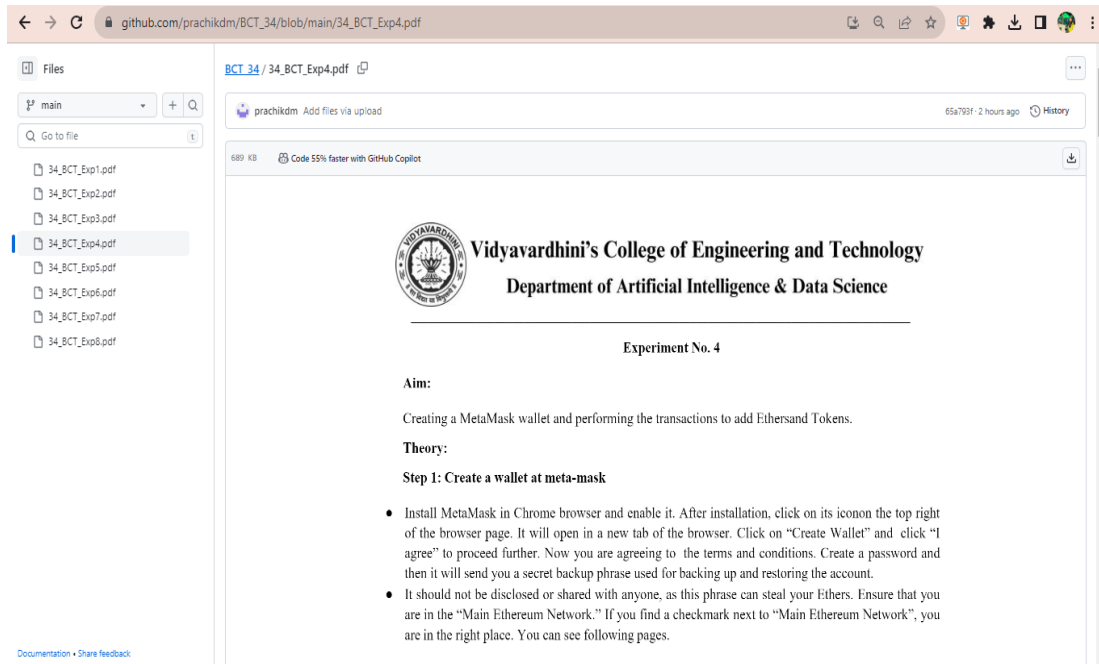 github.com/prachikdm/BCT_34/blob/main/34_BCT_Exp4.pdf
Files
main
Go to file
t
34_BCT_Exp1.pdf
34_BCT_Exp2.pdf
34_BCT_Exp3.pdf
34_BCT_Exp4.pdf
34_BCT_Exp5.pdf
34_BCT_Exp6.pdf
34_BCT_Exp7.pdf
34_BCT_Exp8.pdf
Documentation • Share feedback
BCT_34 / 34_BCT_Exp4.pdf
prachikdm Add files via upload
65a793f · 2 hours ago History
689 KB Code 55% faster with GitHub Copilot
Vidyavardhini's College of Engineering and Technology
Department of Artificial Intelligence & Data Science
Experiment No. 4
Aim:
Creating a MetaMask wallet and performing the transactions to add Ethersand Tokens.
Theory:
Step 1: Create a wallet at meta-mask
● Install MetaMask in Chrome browser and enable it. After installation, click on its iconon the top right
of the browser page. It will open in a new tab of the browser. Click on “Create Wallet” and click “I
agree” to proceed further. Now you are agreeing to the terms and conditions. Create a password and
then it will send you a secret backup phrase used for backing up and restoring the account.
● It should not be disclosed or shared with anyone, as this phrase can steal your Ethers. Ensure that you
are in the “Main Ethereum Network.” If you find a checkmark next to “Main Ethereum Network”, you
are in the right place. You can see following pages.